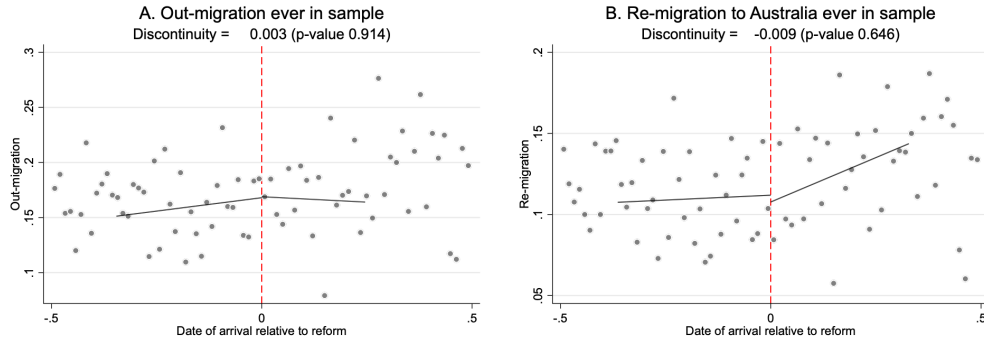 A. Out-migration ever in sample
Discontinuity = 0.003 (p-value 0.914)
.3
.25
.2
.15
.1
Out-migration
-.5
0
.5
Date of arrival relative to reform
B. Re-migration to Australia ever in sample
Discontinuity = -0.009 (p-value 0.646)
.2
.15
.1
.05
Re-migration
-.5
0
.5
Date of arrival relative to reform